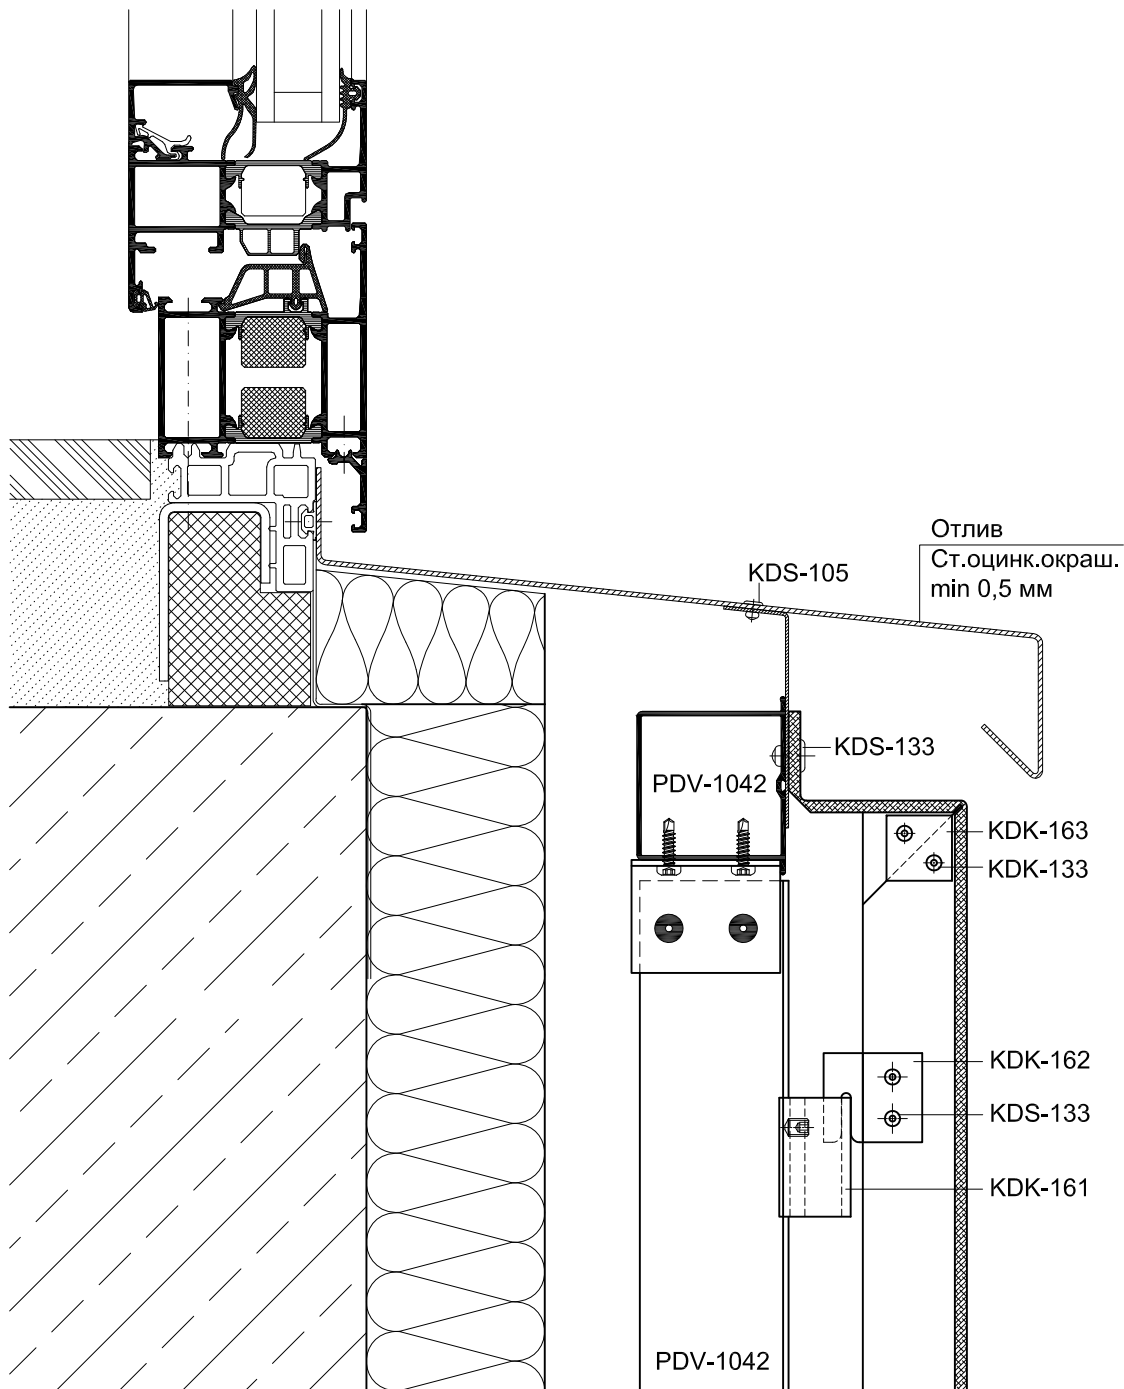 Отлив
Ст.оцинк.окраш.
min 0,5 мм
KDS-105
KDS-133
PDV-1042
KDK-163
KDK-133
KDK-162
KDS-133
KDK-161
PDV-1042